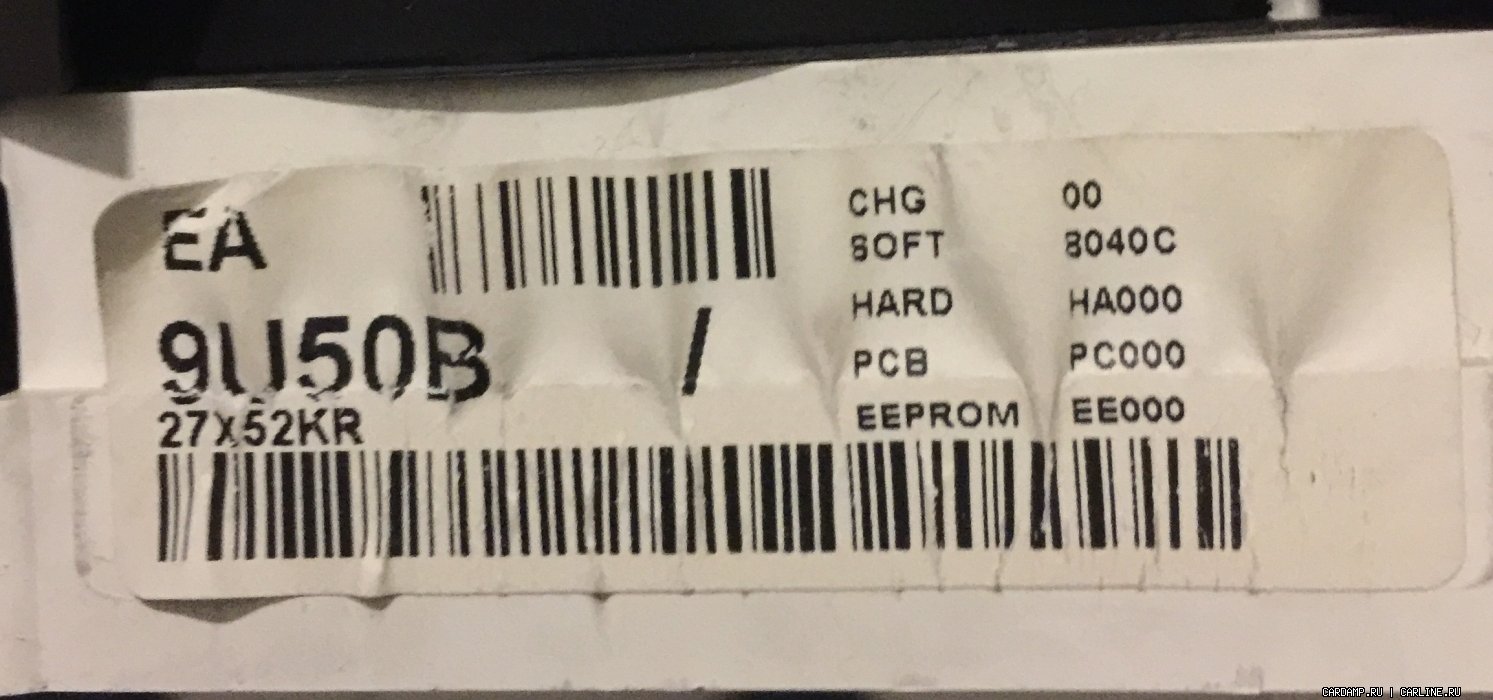 EA
9U50B /
27X52KR
CHG 00
SOFT 8040C
HARD HA000
PCB PC000
EEPROM EE000
CARDAMP.RU | CARLINE.RU